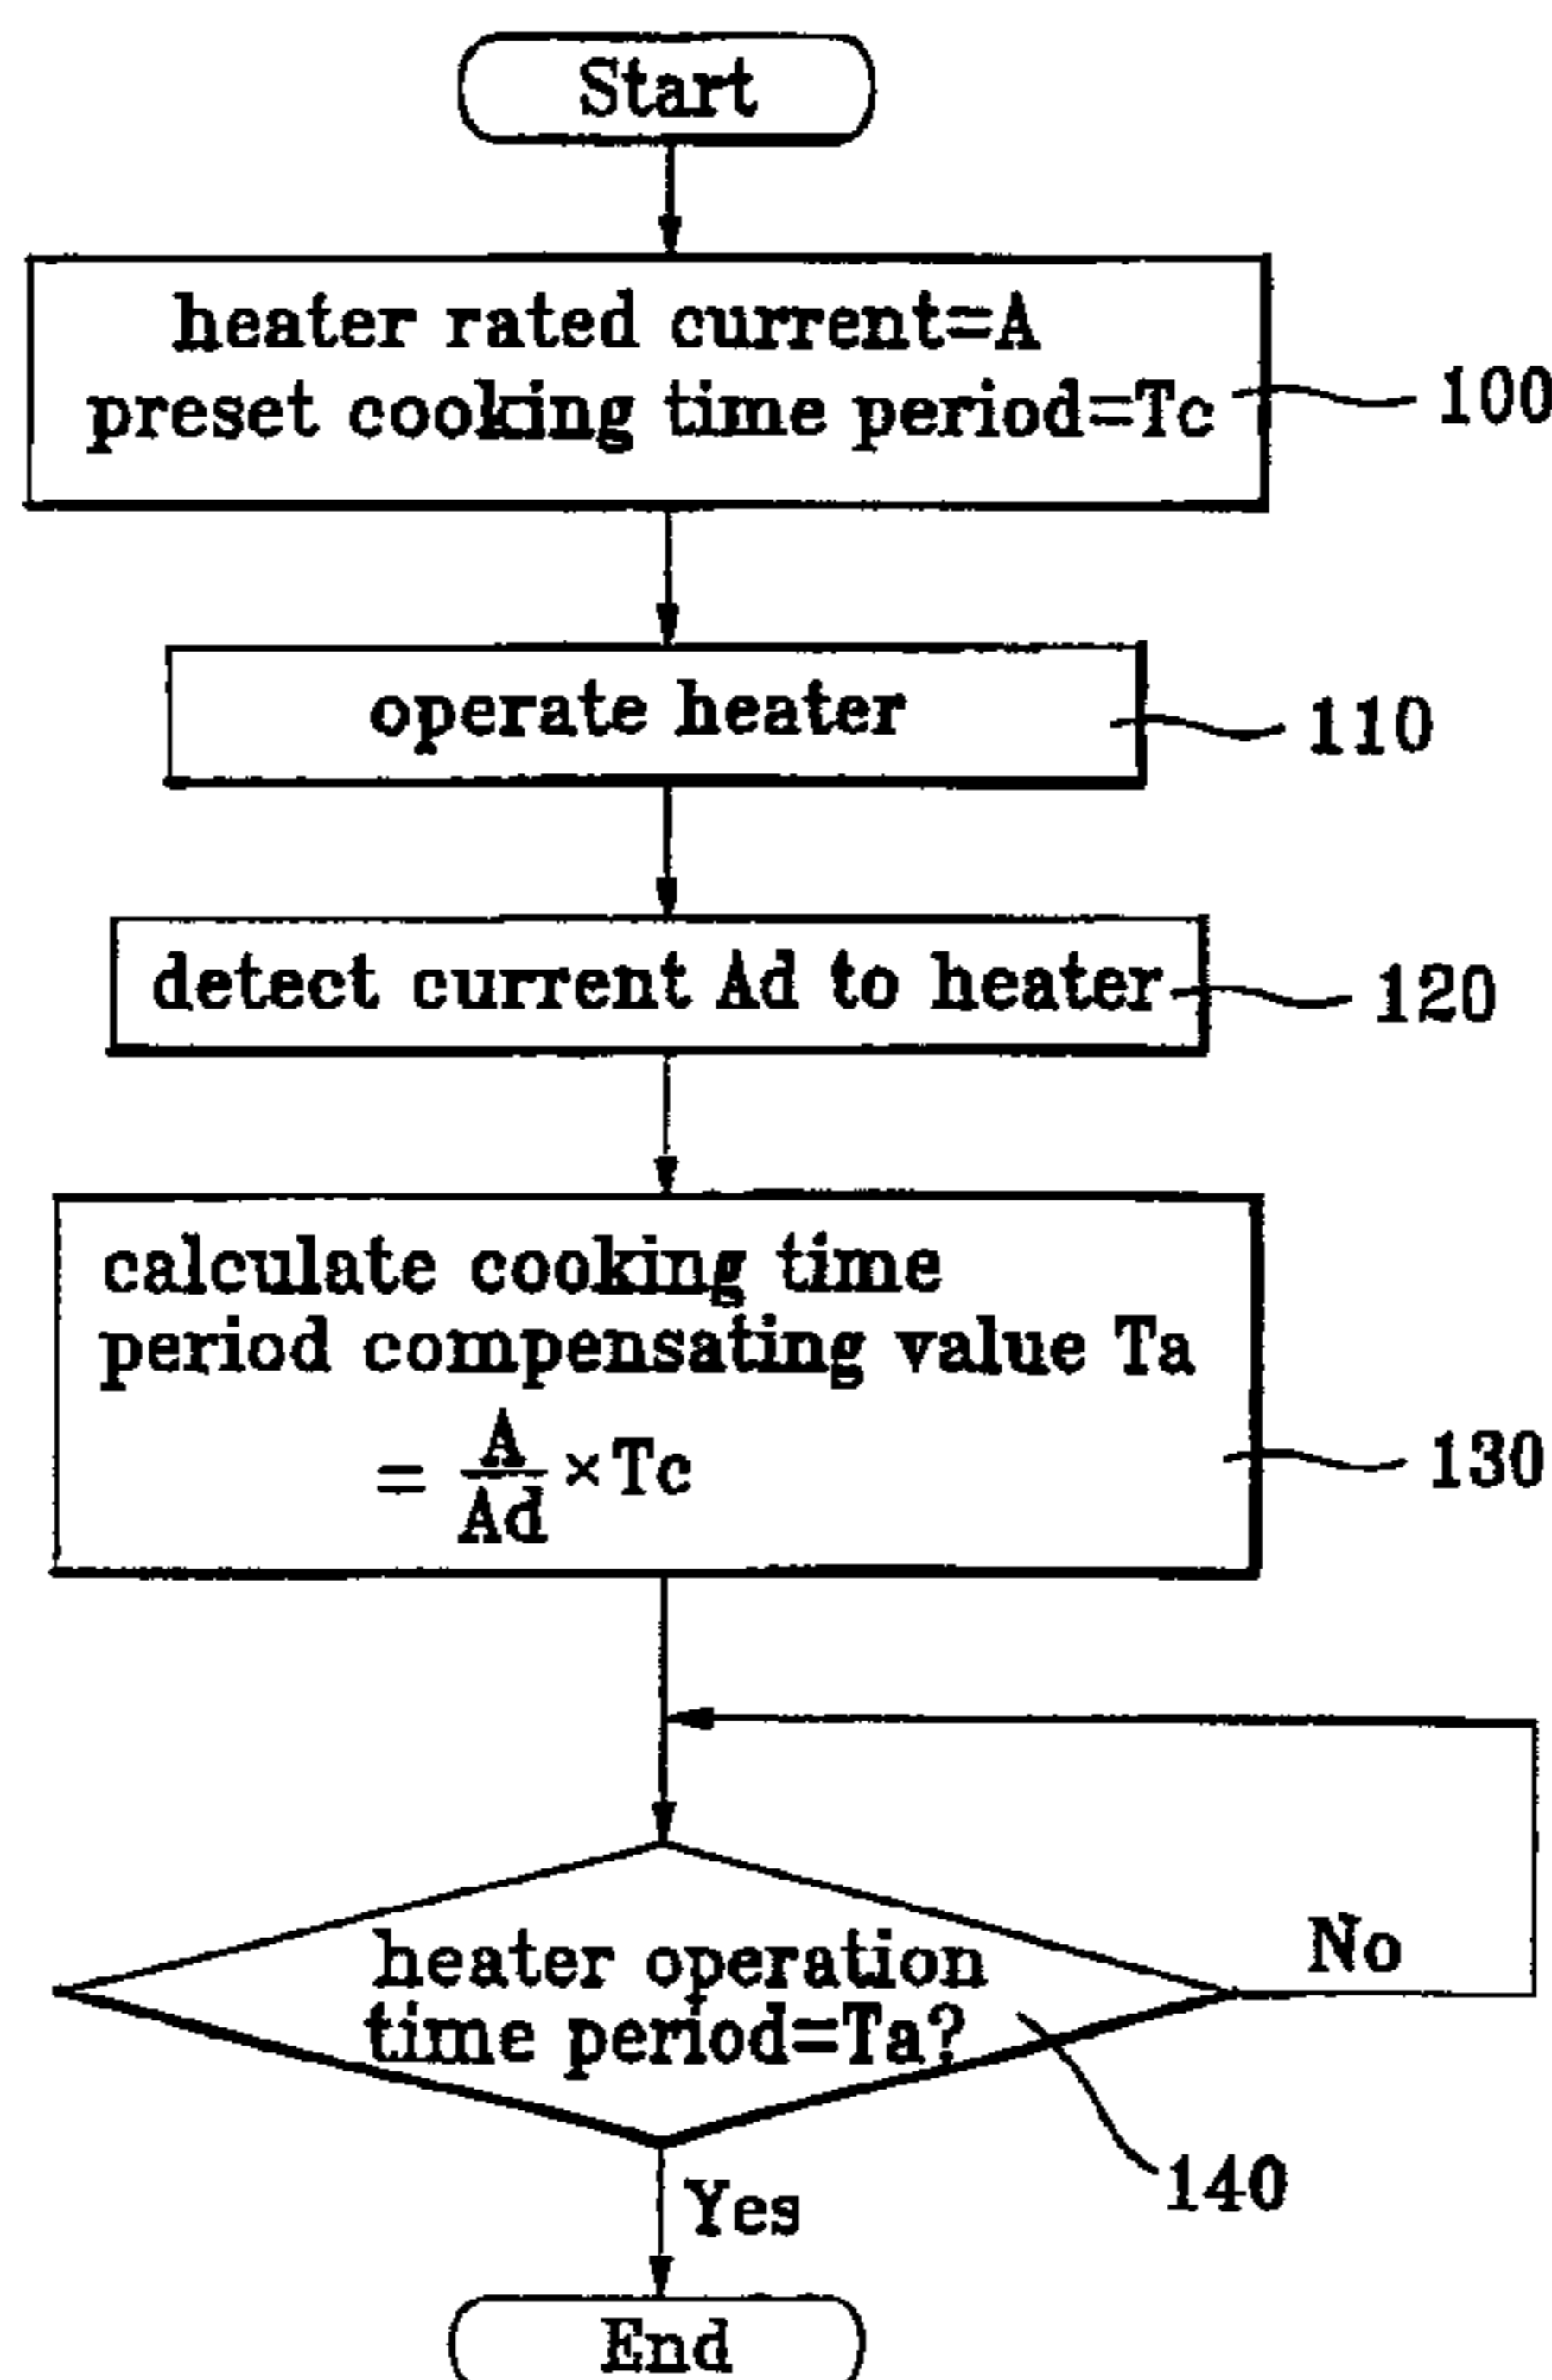 Start
heater rated current=A
preset cooking time period=Tc
100
operate heater
110
detect current Ad to heater
120
calculate cooking time
period compensating value Ta
= A/Ad ×Tc
130
heater operation
time period=Ta?
No
140
Yes
End